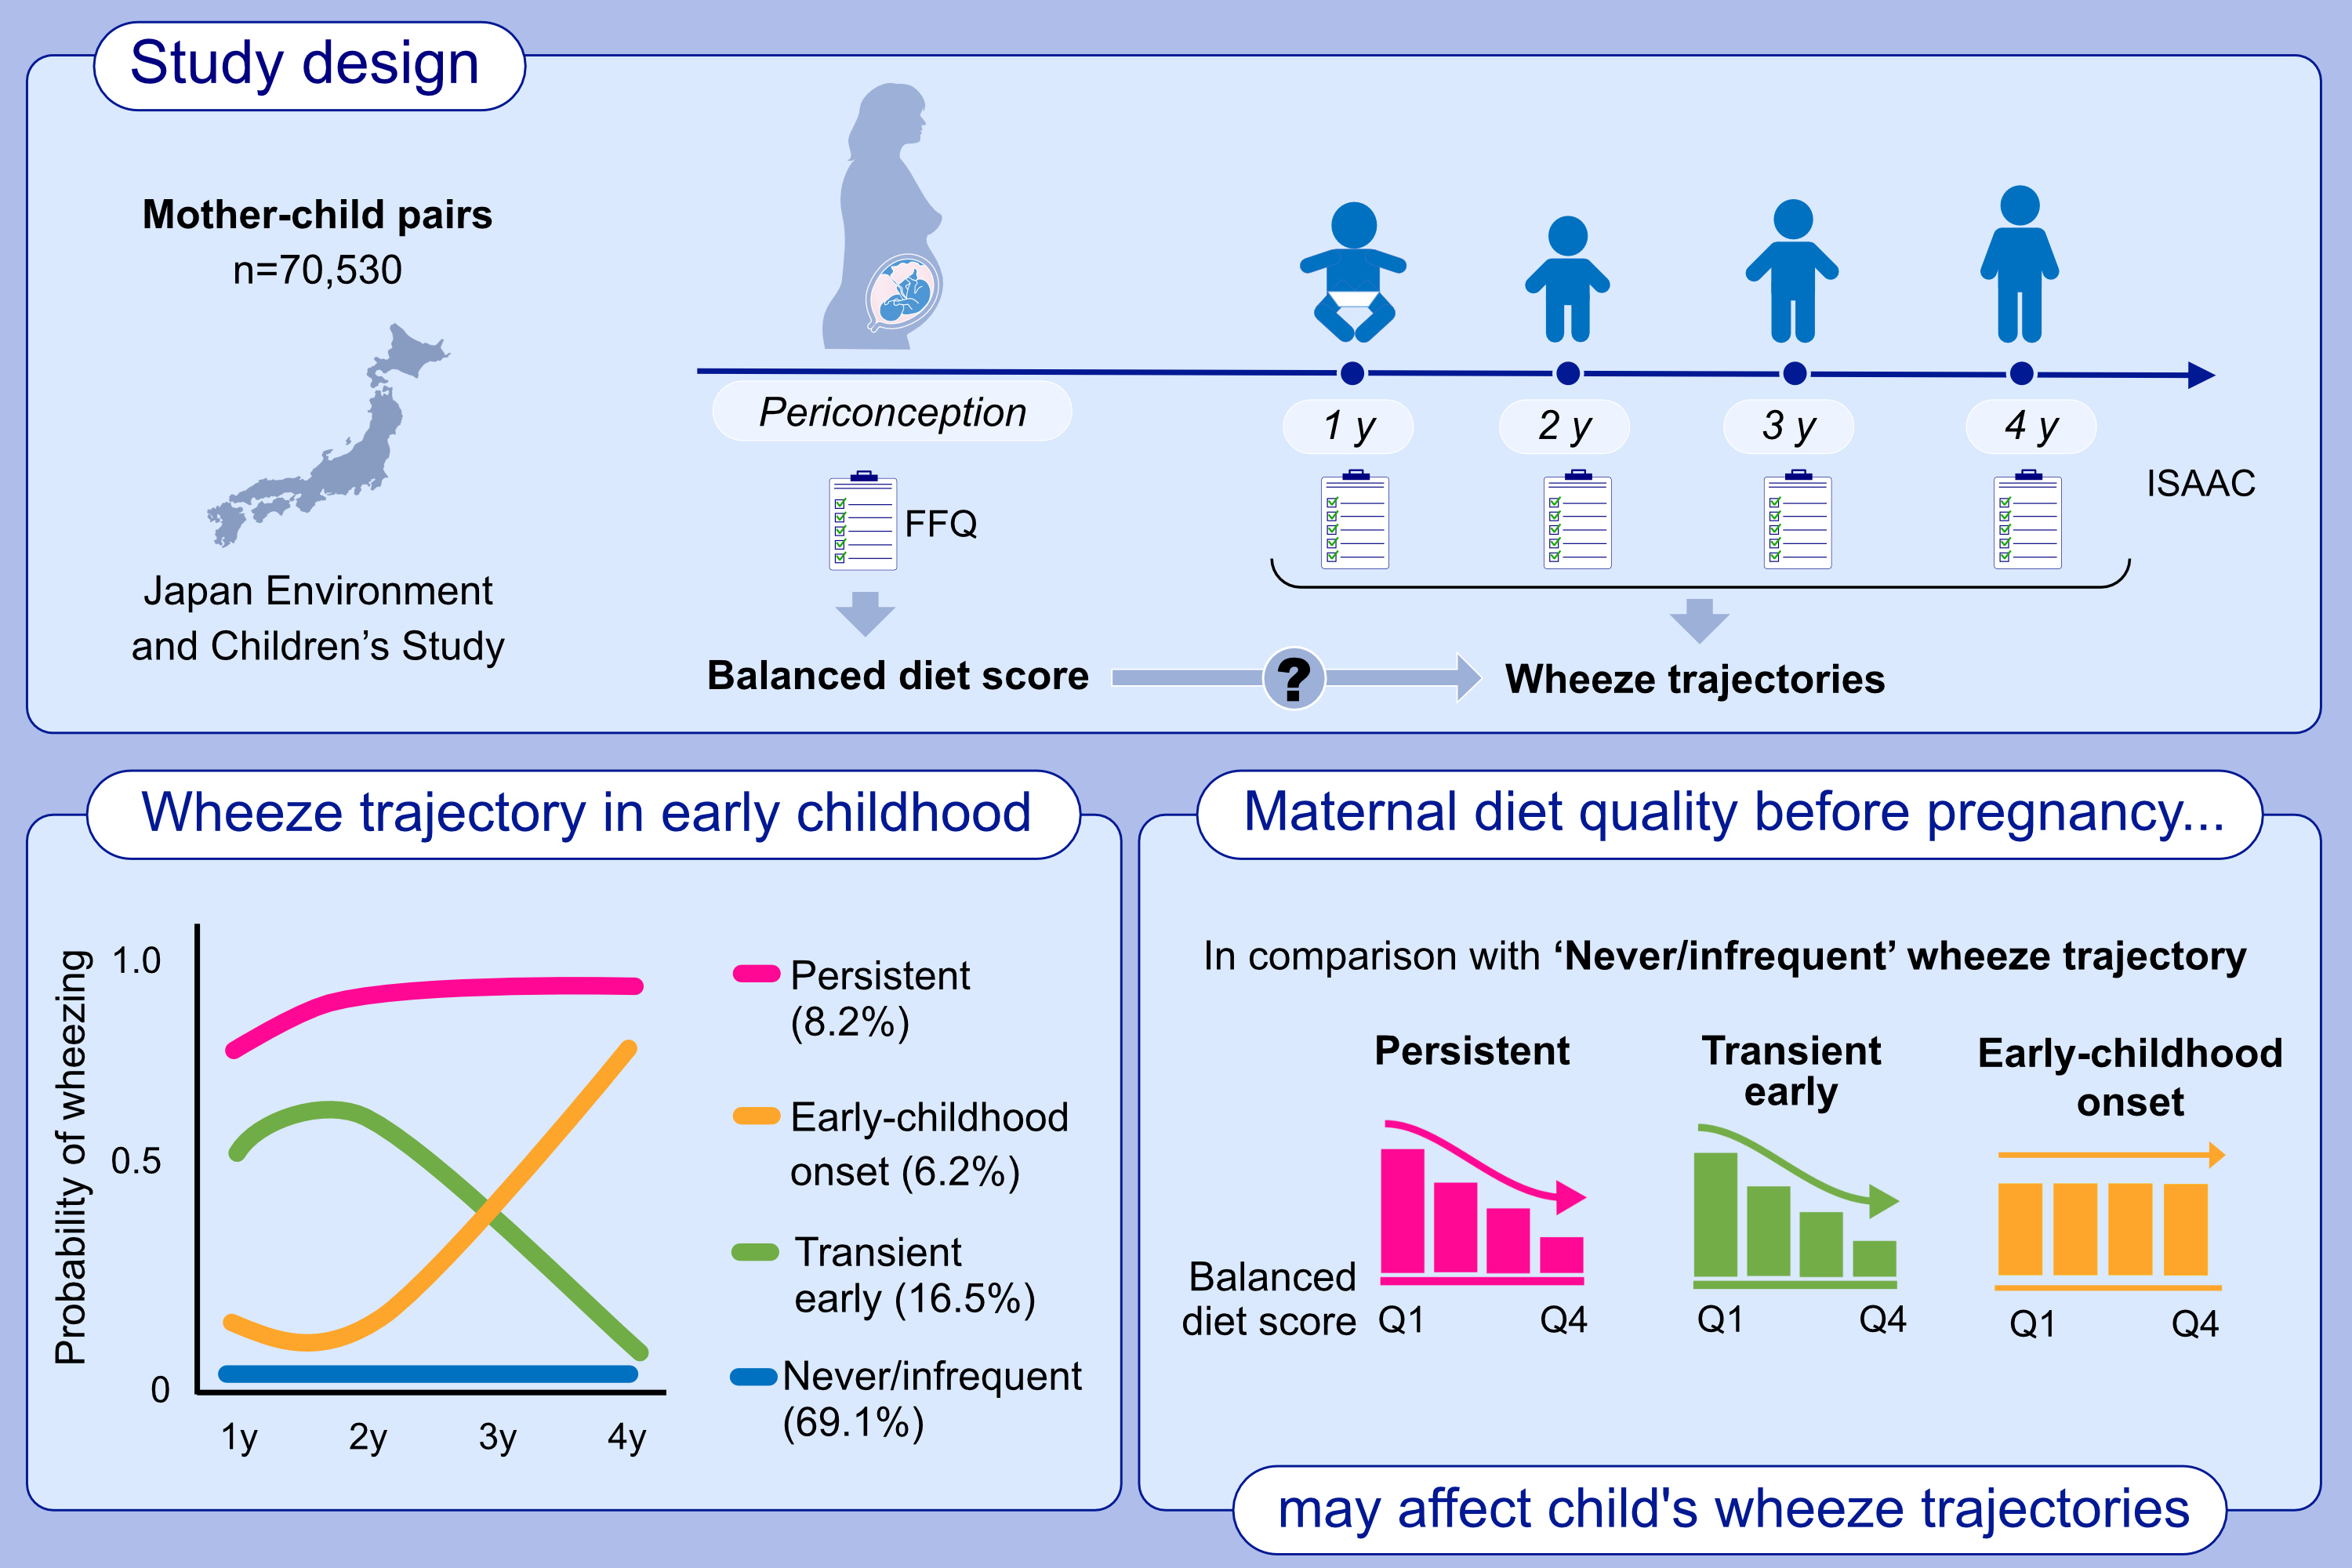 Study design
Mother-child pairs
n=70,530
Japan Environment
and Children’s Study
Periconception
1 y
2 y
3 y
4 y
FFQ
ISAAC
Balanced diet score
?
Wheeze trajectories
Wheeze trajectory in early childhood
Probability of wheezing
1.0
0.5
0
1y
2y
3y
4y
Persistent
(8.2%)
Early-childhood
onset (6.2%)
Transient
early (16.5%)
Never/infrequent
(69.1%)
Maternal diet quality before pregnancy...
In comparison with ‘Never/infrequent’ wheeze trajectory
Persistent
Transient
early
Early-childhood
onset
Balanced
diet score
Q1
Q4
Q1
Q4
Q1
Q4
may affect child's wheeze trajectories